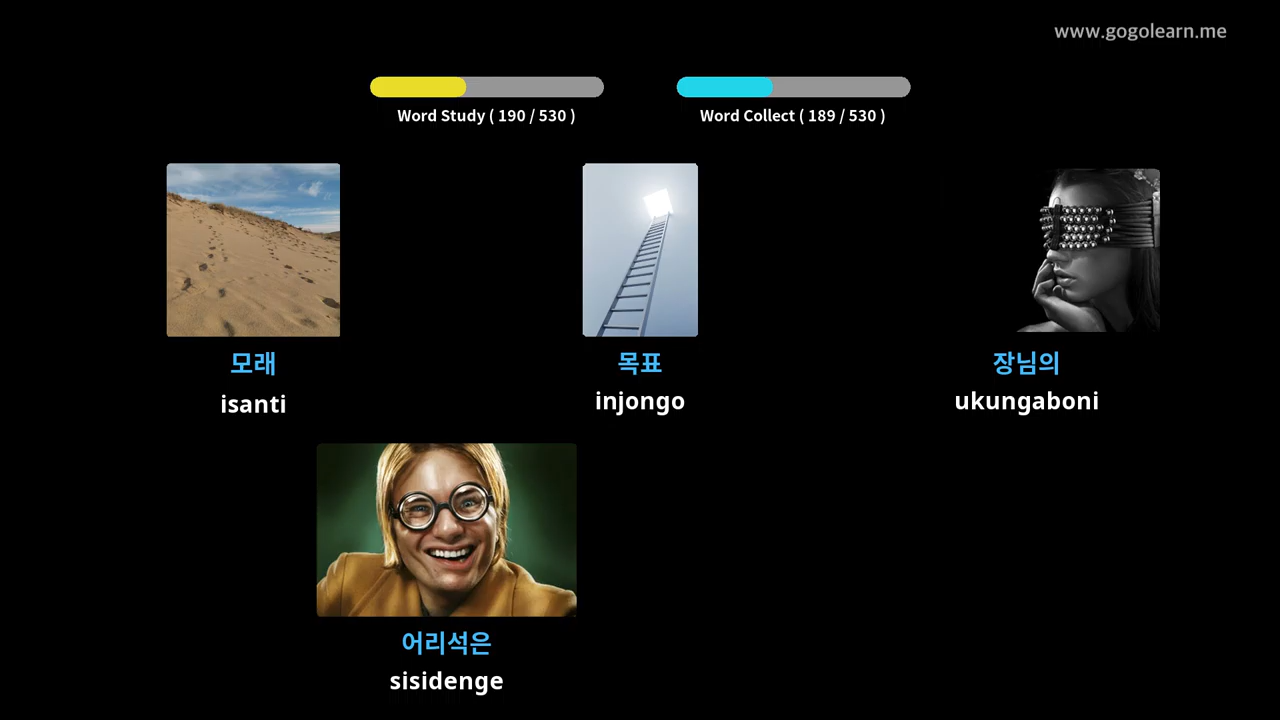 www.gogolearn.me
Word Study ( 190 / 530 )
Word Collect ( 189 / 530 )
모래
isanti
목표
injongo
장님의
ukungaboni
어리석은
sisidenge